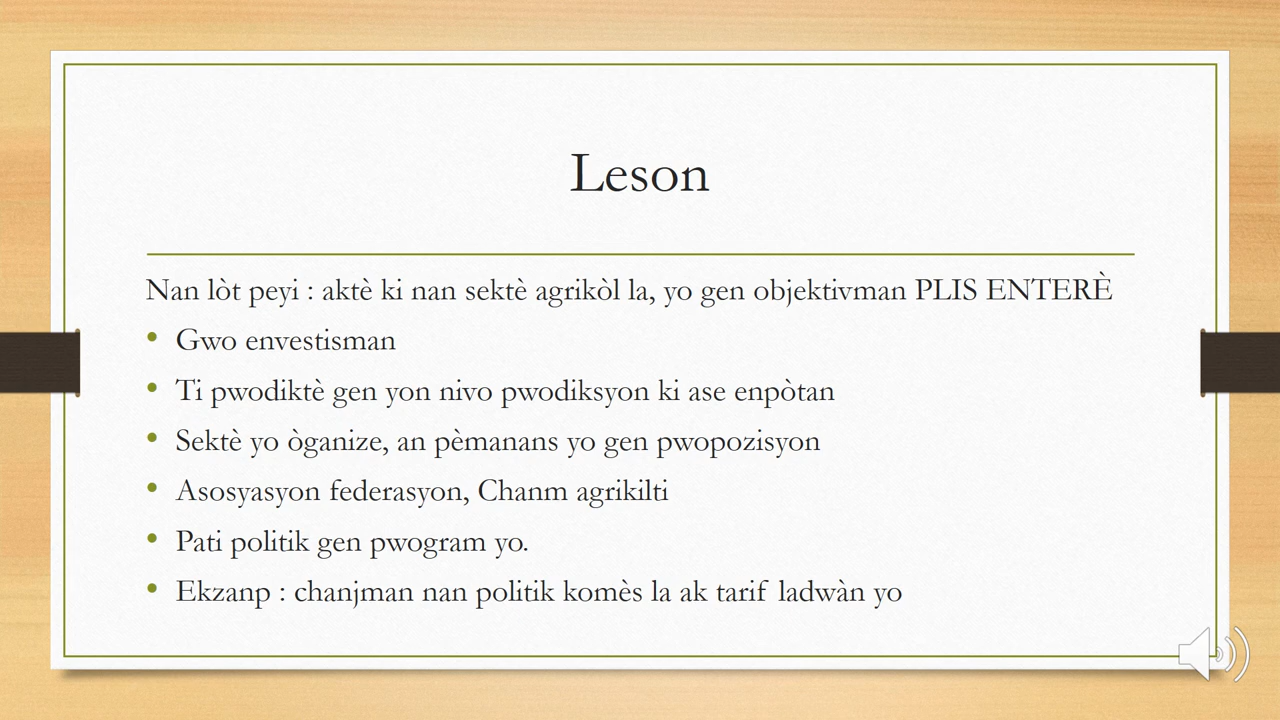 Leson
Nan lòt peyi : aktè ki nan sektè agrikòl la, yo gen objektivman PLIS ENTERÈ
• Gwo envestisman
• Ti pwodiktè gen yon nivo pwodiksyon ki ase enpòtan
• Sektè yo òganize, an pèmanans yo gen pwopozisyon
• Asosyasyon federasyon, Chanm agrikilti
• Pati politik gen pwogram yo.
• Ekzanp : chanjman nan politik komès la ak tarif ladwàn yo